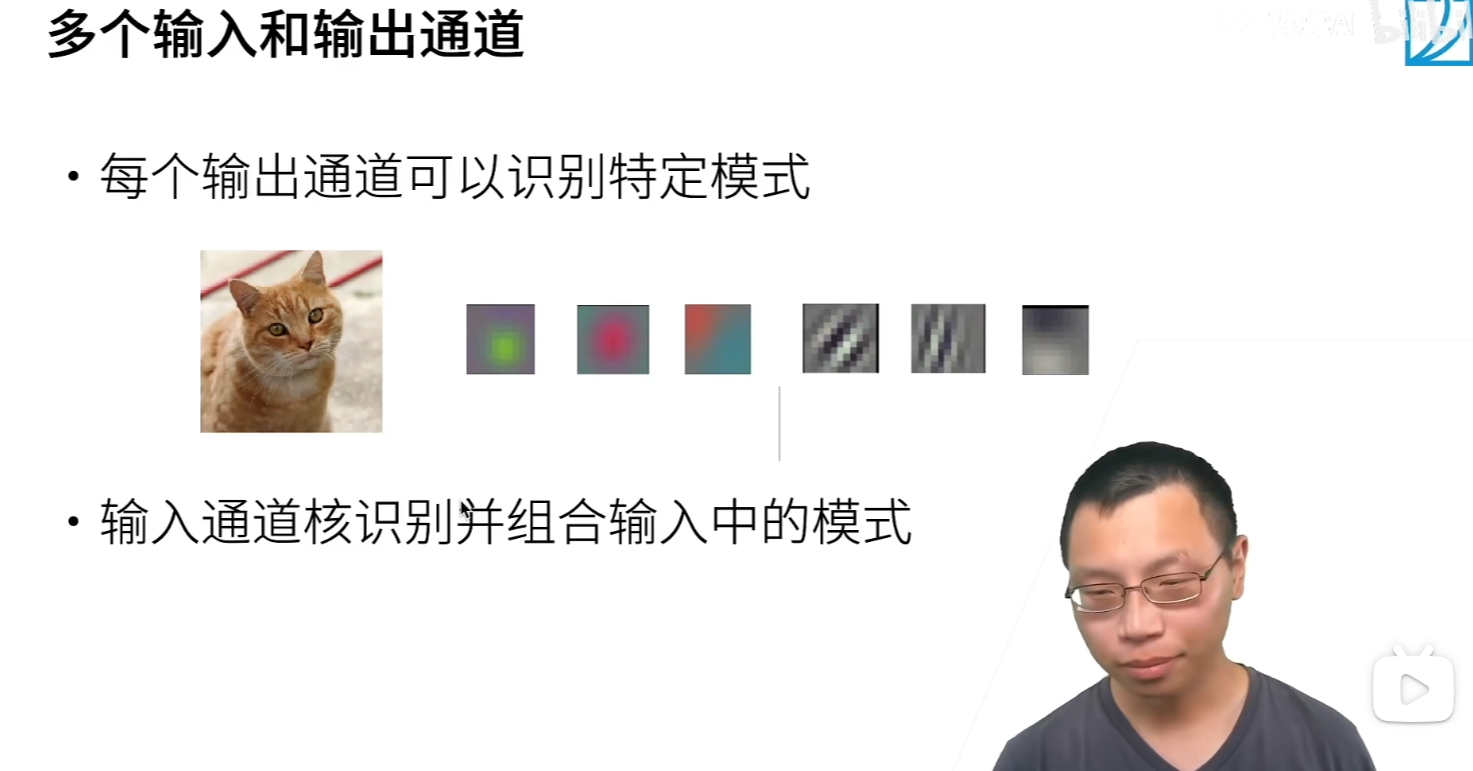 多个输入和输出通道
• 每个输出通道可以识别特定模式
• 输入通道核识别并组合输入中的模式